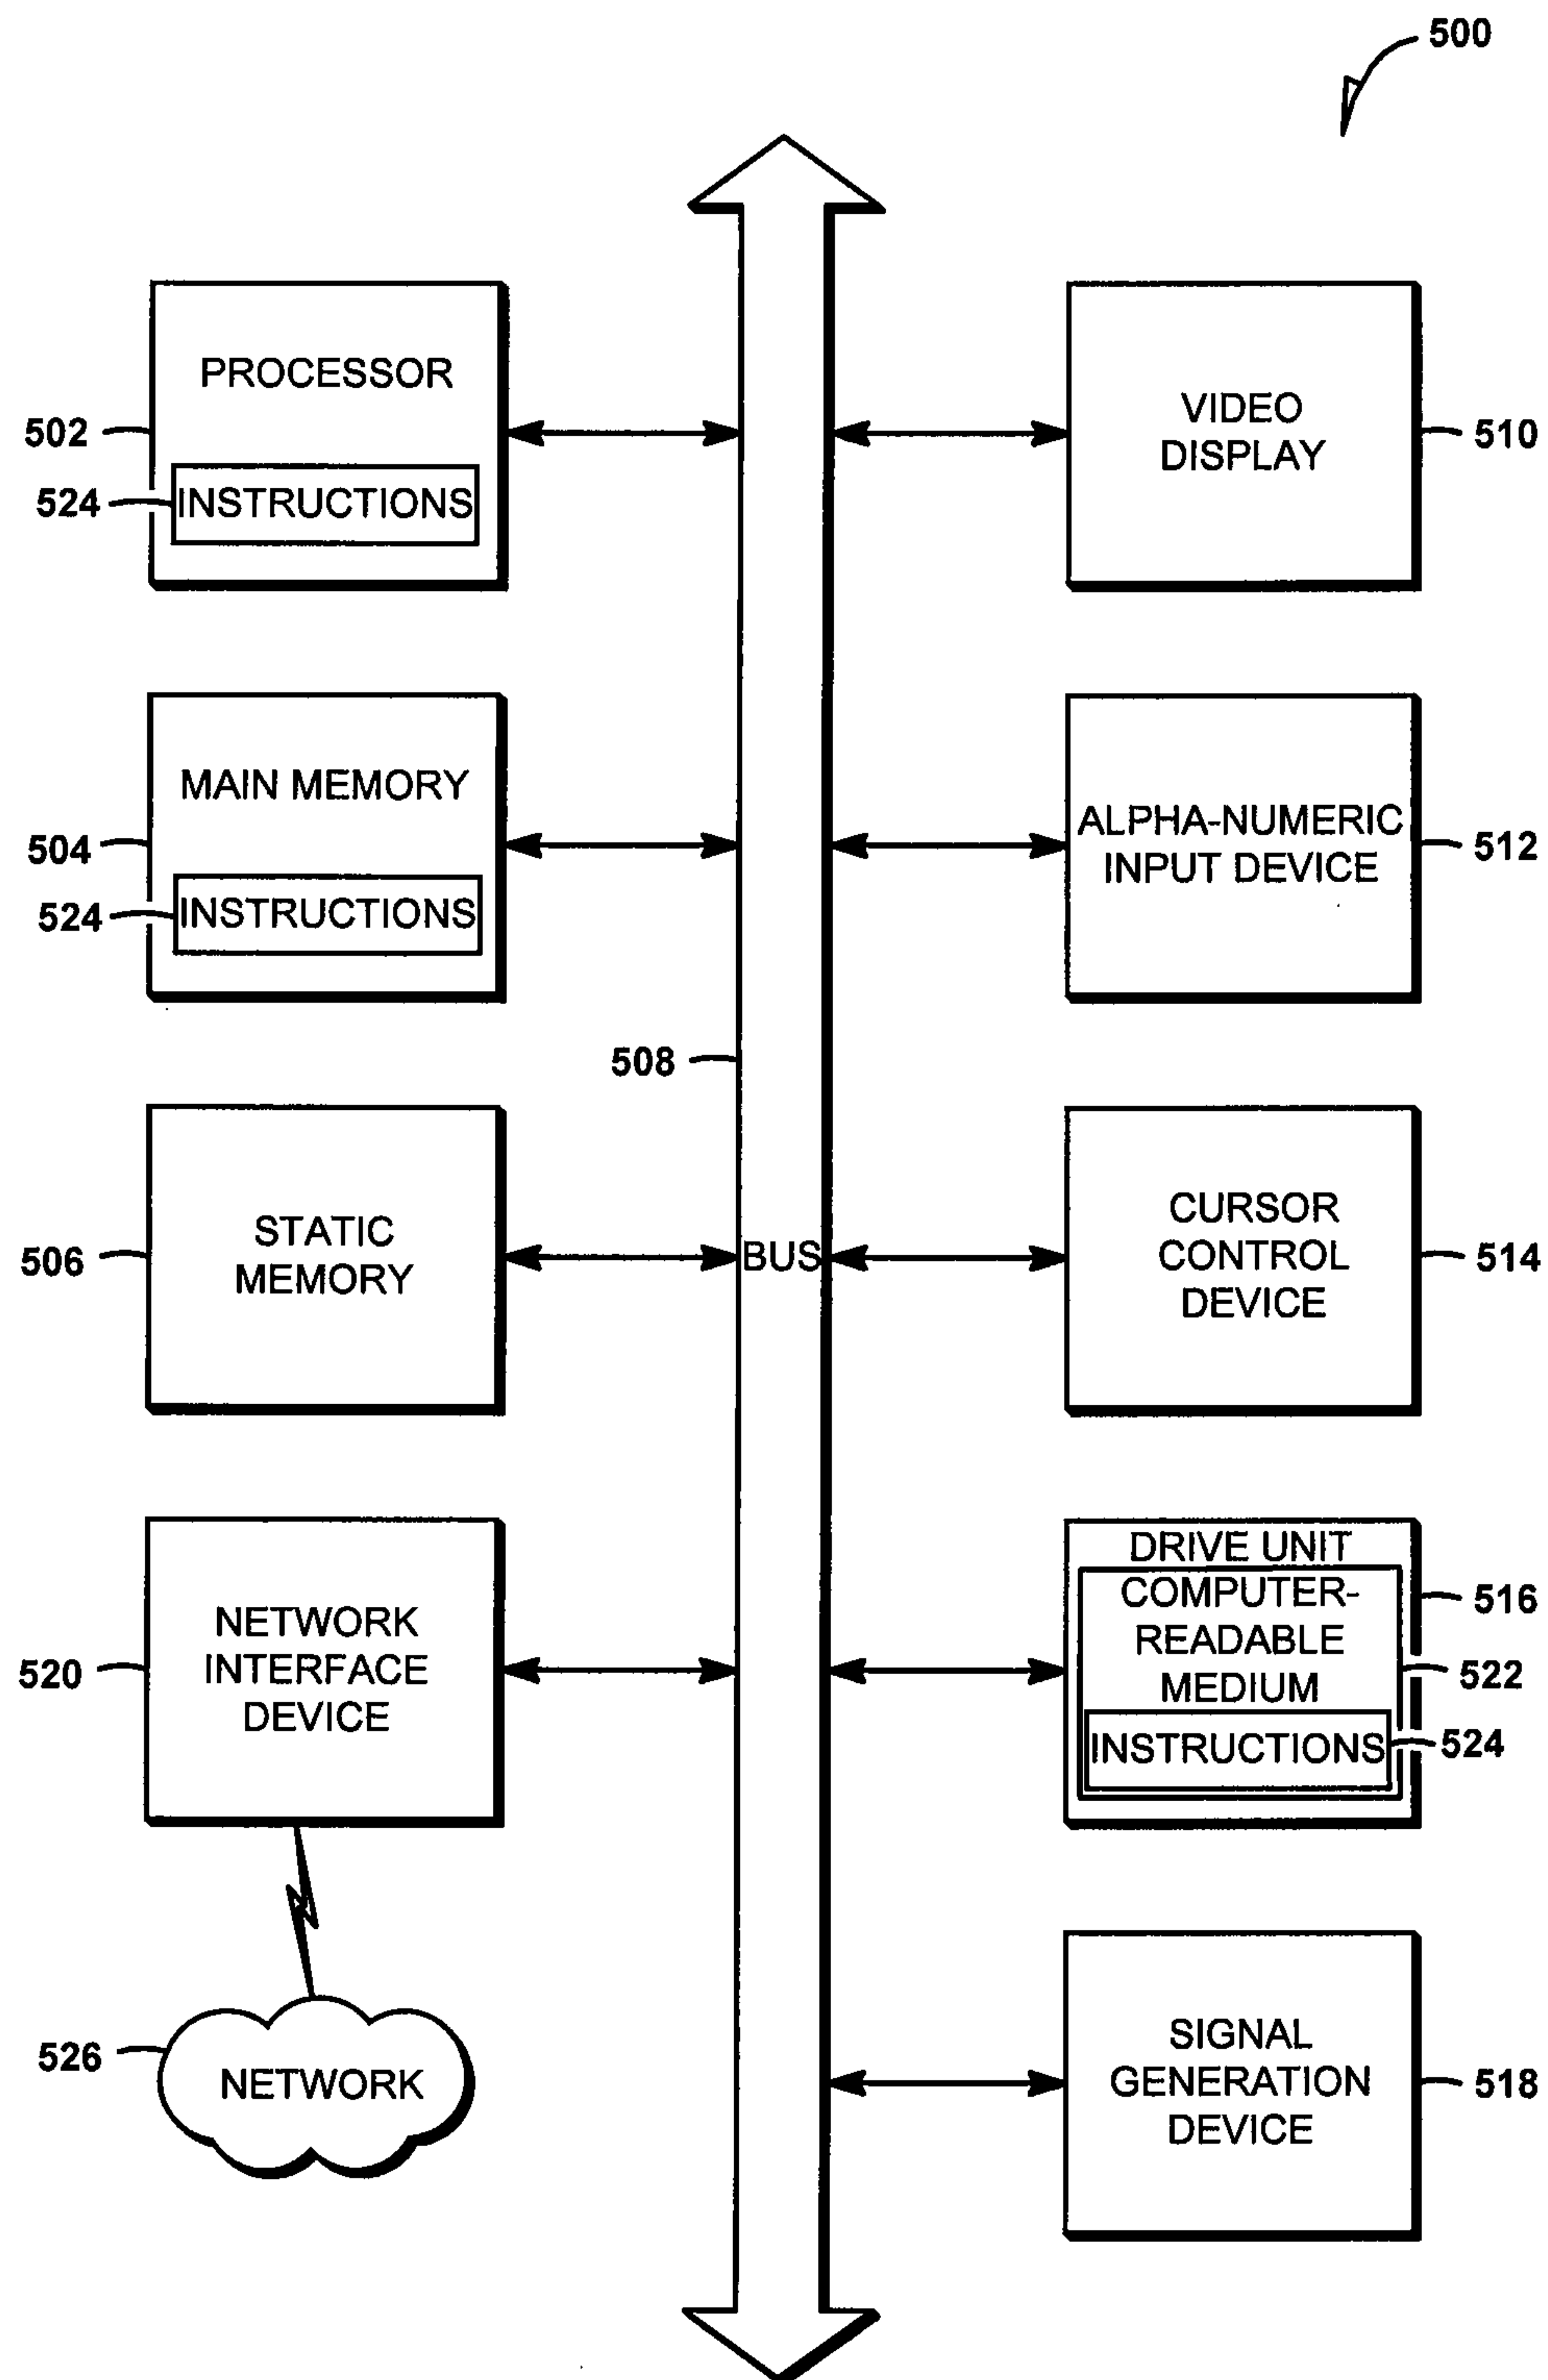 500
PROCESSOR
502
524
INSTRUCTIONS
VIDEO
DISPLAY
510
MAIN MEMORY
504
524
INSTRUCTIONS
ALPHA-NUMERIC
INPUT DEVICE
512
508
STATIC
MEMORY
506
BUS
CURSOR
CONTROL
DEVICE
514
NETWORK
INTERFACE
DEVICE
520
DRIVE UNIT
COMPUTER-
READABLE
MEDIUM
INSTRUCTIONS
516
522
524
526
NETWORK
SIGNAL
GENERATION
DEVICE
518